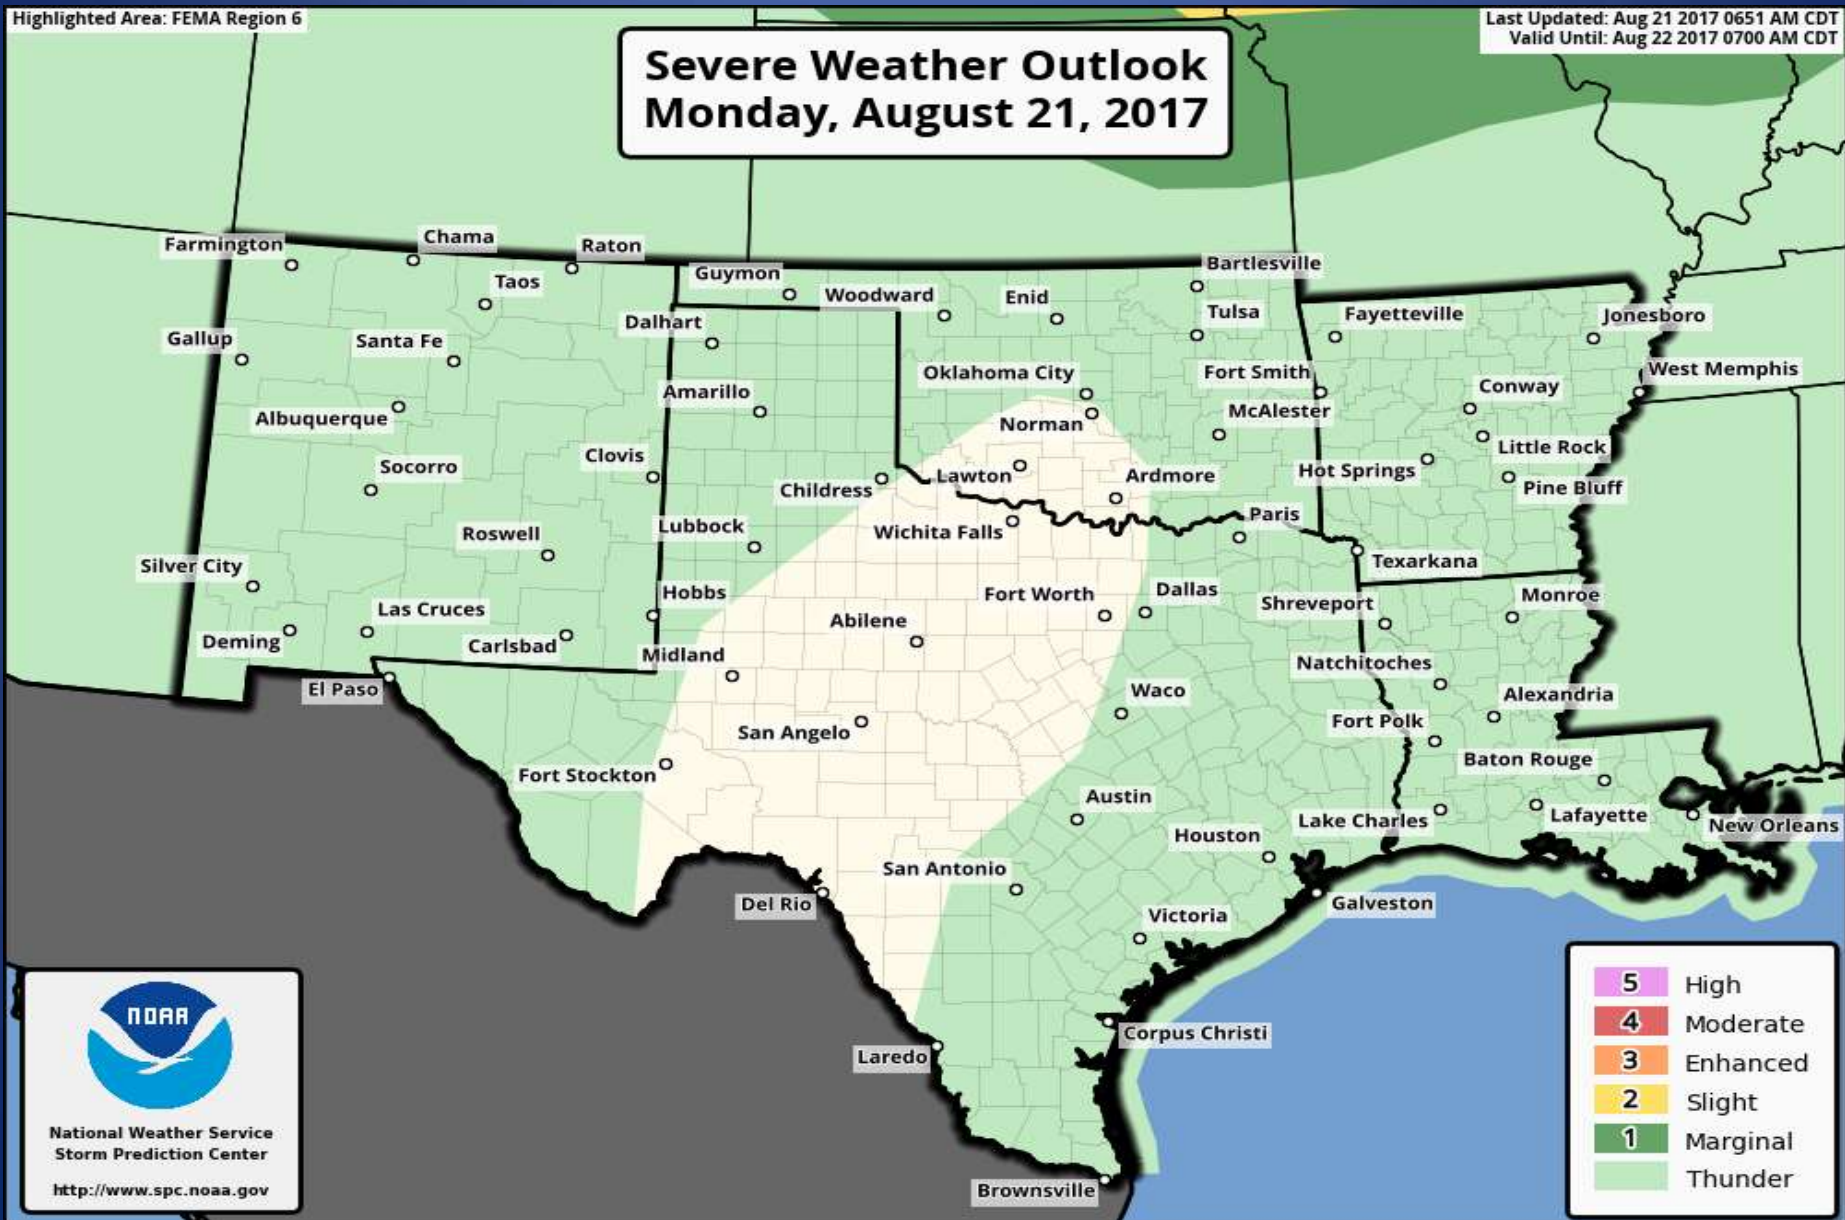 Highlighted Area: FEMA Region 6
Last Updated: Aug 21 2017 0651 AM CDT
Valid Until: Aug 22 2017 0700 AM CDT
Severe Weather Outlook
Monday, August 21, 2017
Farmington
Chama
Raton
Taos
Guymon
Woodward
Enid
Bartlesville
Tulsa
Fayetteville
Jonesboro
Gallup
Santa Fe
Dalhart
Amarillo
Oklahoma City
Fort Smith
Conway
West Memphis
Albuquerque
Norman
McAlester
Little Rock
Socorro
Clovis
Childress
Lawton
Ardmore
Hot Springs
Pine Bluff
Roswell
Lubbock
Wichita Falls
Paris
Texarkana
Silver City
Las Cruces
Hobbs
Abilene
Fort Worth
Dallas
Shreveport
Monroe
Deming
Carlsbad
Midland
Natchitoches
El Paso
San Angelo
Waco
Alexandria
Fort Polk
Fort Stockton
Austin
Baton Rouge
Houston
Lake Charles
Lafayette
New Orleans
San Antonio
Del Rio
Victoria
Galveston
Corpus Christi
Laredo
Brownsville
NOAA
National Weather Service
Storm Prediction Center
http://www.spc.noaa.gov
5 High
4 Moderate
3 Enhanced
2 Slight
1 Marginal
Thunder